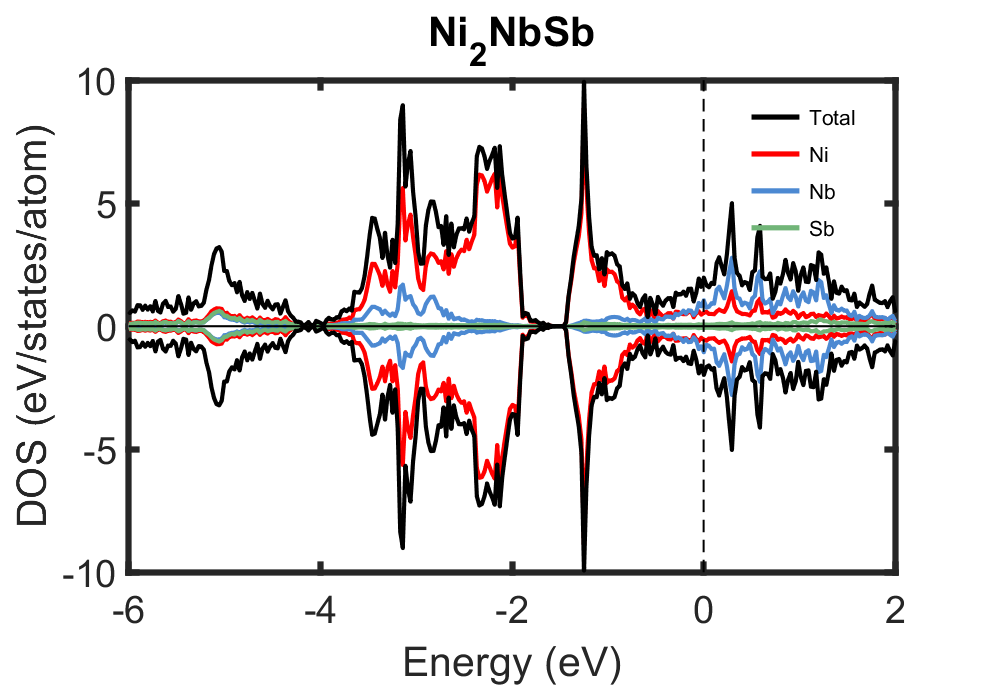 Ni2NbSb
DOS (eV/states/atom)
10
5
0
-5
-10
Total
Ni
Nb
Sb
-6 -4 -2 0 2
Energy (eV)